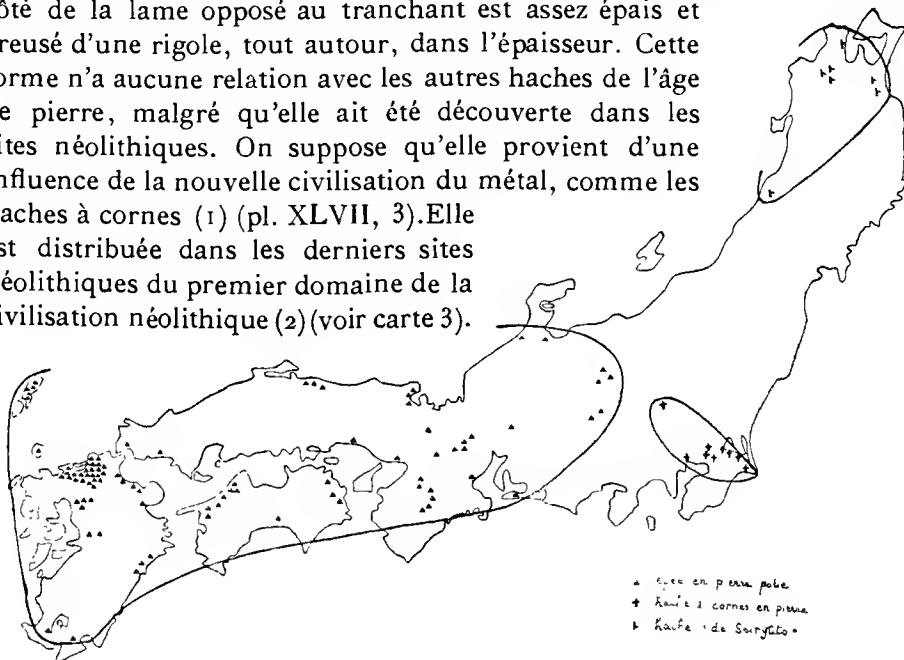 ôté de la lame opposé au tranchant est assez épais et
reusé d'une rigole, tout autour, dans l'épaisseur. Cette
orme n'a aucune relation avec les autres haches de l'âge
e pierre, malgré qu'elle ait été découverte dans les
ites néolithiques. On suppose qu'elle provient d'une
nfluence de la nouvelle civilisation du métal, comme les
aches à cornes (1) (pl. XLVII, 3).Elle
st distribuée dans les derniers sites
éolithiques du premier domaine de la
ivilisation néolithique (2) (voir carte 3).
en pierre polie
à cornes en pierre
de